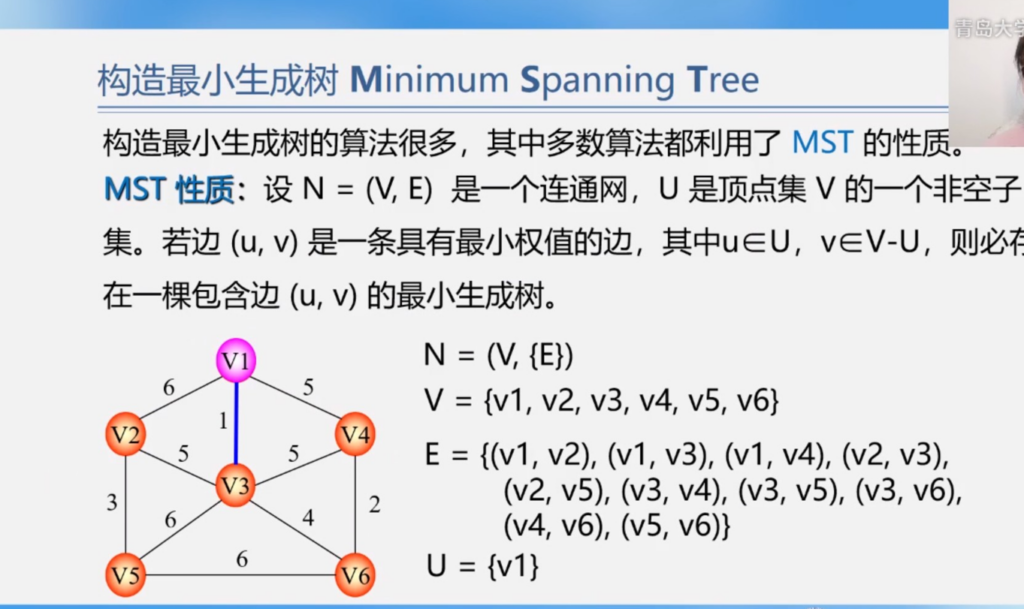 青岛大学
构造最小生成树 Minimum Spanning Tree
构造最小生成树的算法很多，其中多数算法都利用了 MST 的性质。
MST 性质：设 N = (V, E) 是一个连通网，U 是顶点集 V 的一个非空子
集。若边 (u, v) 是一条具有最小权值的边，其中u∈U，v∈V-U，则必存
在一棵包含边 (u, v) 的最小生成树。
V1
6
5
1
V2
V4
5
5
V3
3
2
6
4
6
V5
V6
N = (V, {E})
V = {v1, v2, v3, v4, v5, v6}
E = {(v1, v2), (v1, v3), (v1, v4), (v2, v3),
(v2, v5), (v3, v4), (v3, v5), (v3, v6),
(v4, v6), (v5, v6)}
U = {v1}